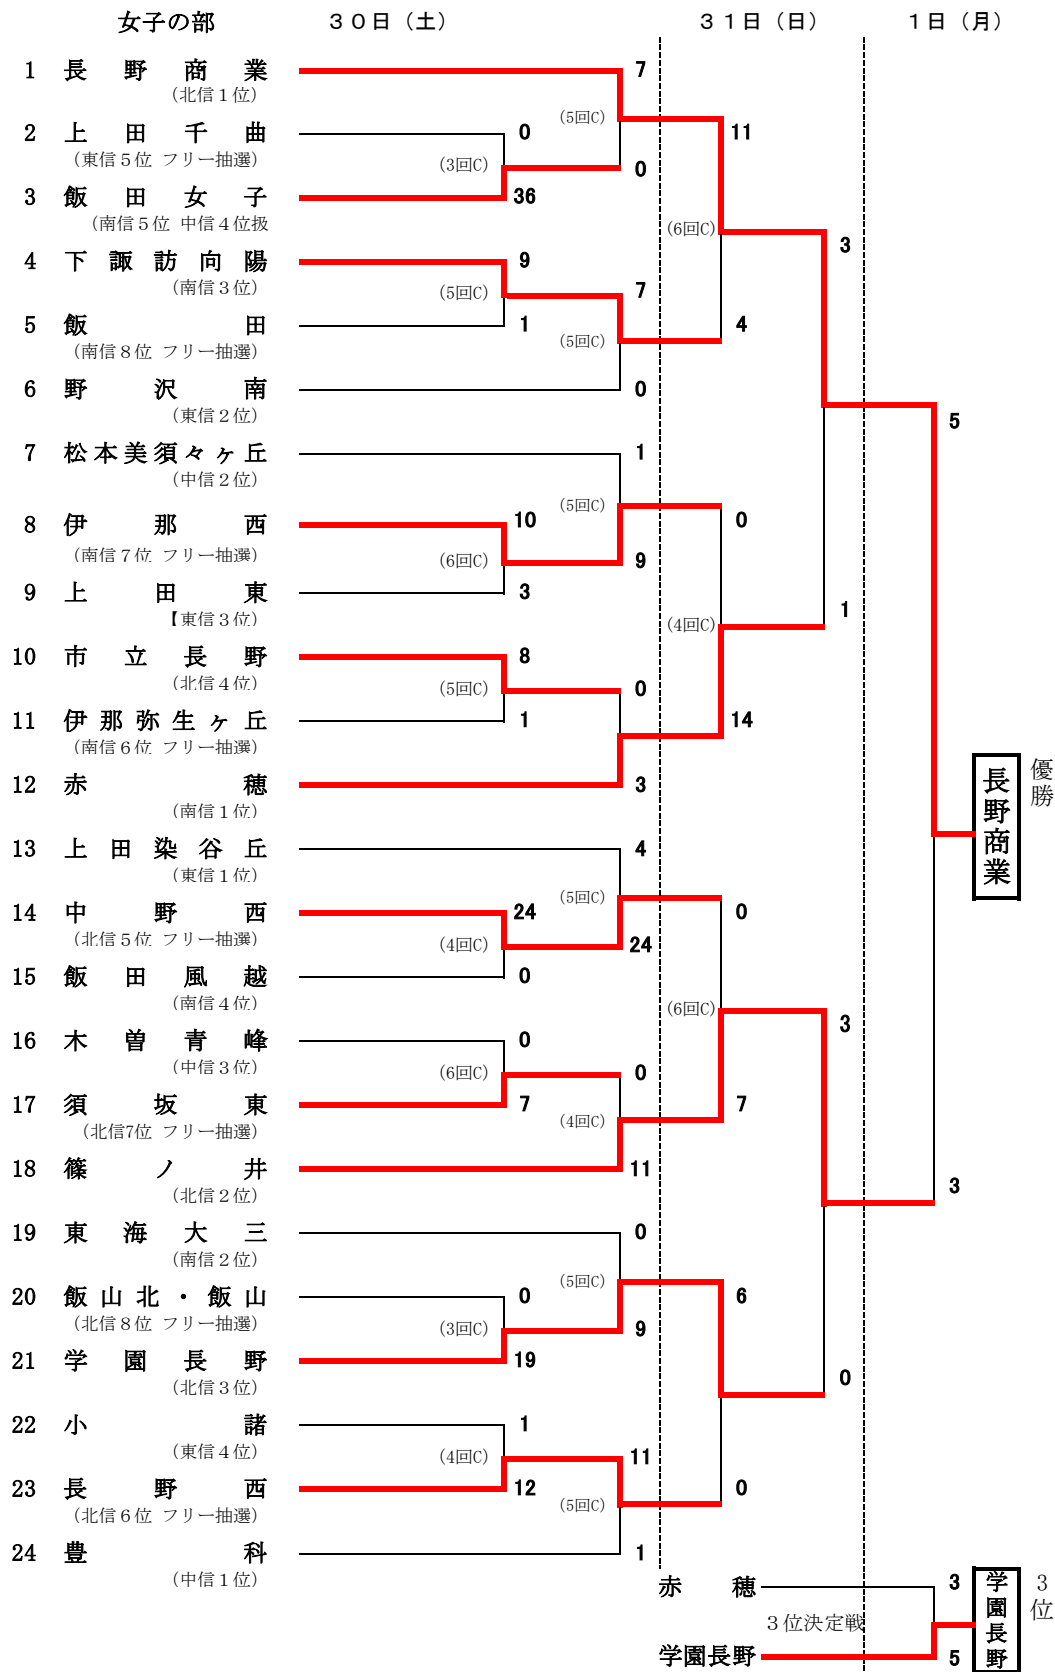 女子の部 ３０日（土） ３１日（日） １日（月）
1 長野商業 7
（北信１位）
（5回C） 11
2 上田千曲 0
（東信５位 フリー抽選） （3回C） 0
3 飯田女子 36
（南信５位 中信４位扱 （6回C） 3
4 下諏訪向陽 9
（南信３位） （5回C） 7
5 飯田 1 4
（南信８位 フリー抽選） （5回C）
6 野沢南 0
（東信２位） 5
7 松本美須々ヶ丘 1
（中信２位）
（5回C）
8 伊那西 10 0
（南信７位 フリー抽選） （6回C） 9
9 上田東 3 1
【東信３位） （4回C）
10 市立長野 8
（北信４位） （5回C） 0
11 伊那弥生ヶ丘 1 14
（南信６位 フリー抽選）
12 赤穂 3
（南信１位）
長野商業 優勝
13 上田染谷丘 4
（東信１位） （5回C）
14 中野西 24 0
（北信５位 フリー抽選） （4回C） 24
15 飯田風越 0
（南信４位） （6回C） 3
16 木曽青峰 0
（中信３位） （6回C） 0
17 須坂東 7 7
（北信7位 フリー抽選） （4回C）
18 篠ノ井 11
（北信２位） 3
19 東海大三 0
（南信２位） （5回C）
20 飯山北・飯山 0 6
（北信８位 フリー抽選） （3回C） 9
21 学園長野 19
（北信３位） 0
22 小諸 1
（東信４位） （4回C） 11
23 長野西 12 0
（北信６位 フリー抽選） （5回C）
24 豊科 1
（中信１位）
赤穂 3
３位決定戦 学園長野 3位
学園長野 5